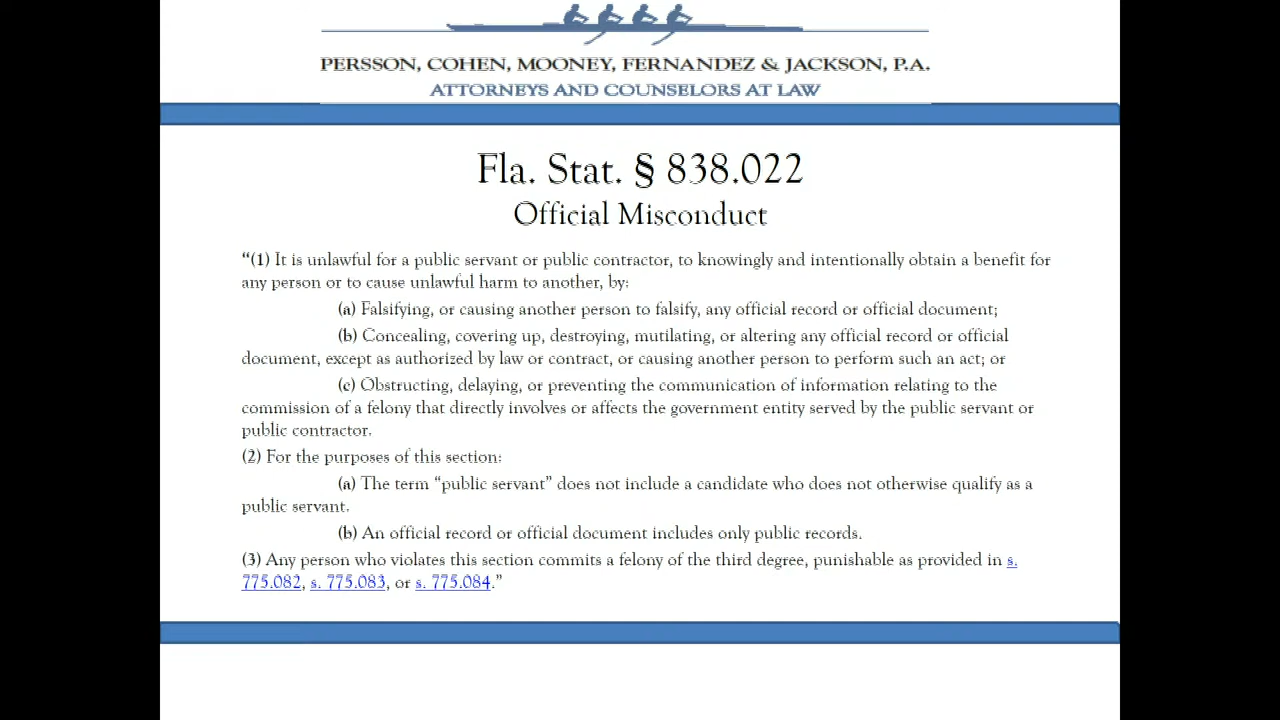 PERSSON, COHEN, MOONEY, FERNANDEZ & JACKSON, P.A.
ATTORNEYS AND COUNSELORS AT LAW
Fla. Stat. § 838.022
Official Misconduct
“(1) It is unlawful for a public servant or public contractor, to knowingly and intentionally obtain a benefit for
any person or to cause unlawful harm to another, by:
(a) Falsifying, or causing another person to falsify, any official record or official document;
(b) Concealing, covering up, destroying, mutilating, or altering any official record or official
document, except as authorized by law or contract, or causing another person to perform such an act; or
(c) Obstructing, delaying, or preventing the communication of information relating to the
commission of a felony that directly involves or affects the government entity served by the public servant or
public contractor.
(2) For the purposes of this section:
(a) The term “public servant” does not include a candidate who does not otherwise qualify as a
public servant.
(b) An official record or official document includes only public records.
(3) Any person who violates this section commits a felony of the third degree, punishable as provided in s.
775.082, s. 775.083, or s. 775.084.”